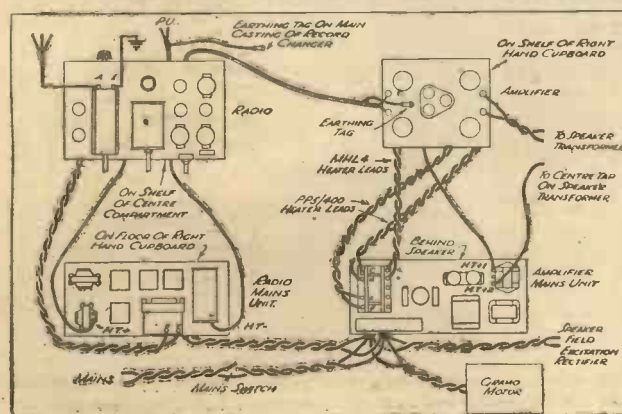 P.U.
EARTHING TAG ON MAIN
CASTING OF RECORD
CHANGER
A E
RADIO
ON SHELF OF RIGHT
HAND CUPBOARD
AMPLIFIER
EARTHING
TAG
TO SPEAKER
TRANSFORMER
MHL4
HEATER LEADS
TO CENTRE TAP
ON SPEAKER
TRANSFORMER
PP5/400
HEATER LEADS
ON SHELF
OF CENTRE
COMPARTMENT
ON FLOOR OF RIGHT
HAND CUPBOARD
BEHIND
SPEAKER
HT+1
HT+2
AMPLIFIER
MAINS UNIT
RADIO
MAINS
UNIT.
HT+
HT-
SPEAKER
FIELD
EXCITATION
RECTIFIER
MAINS
MAINS SWITCH
GRAMO
MOTOR